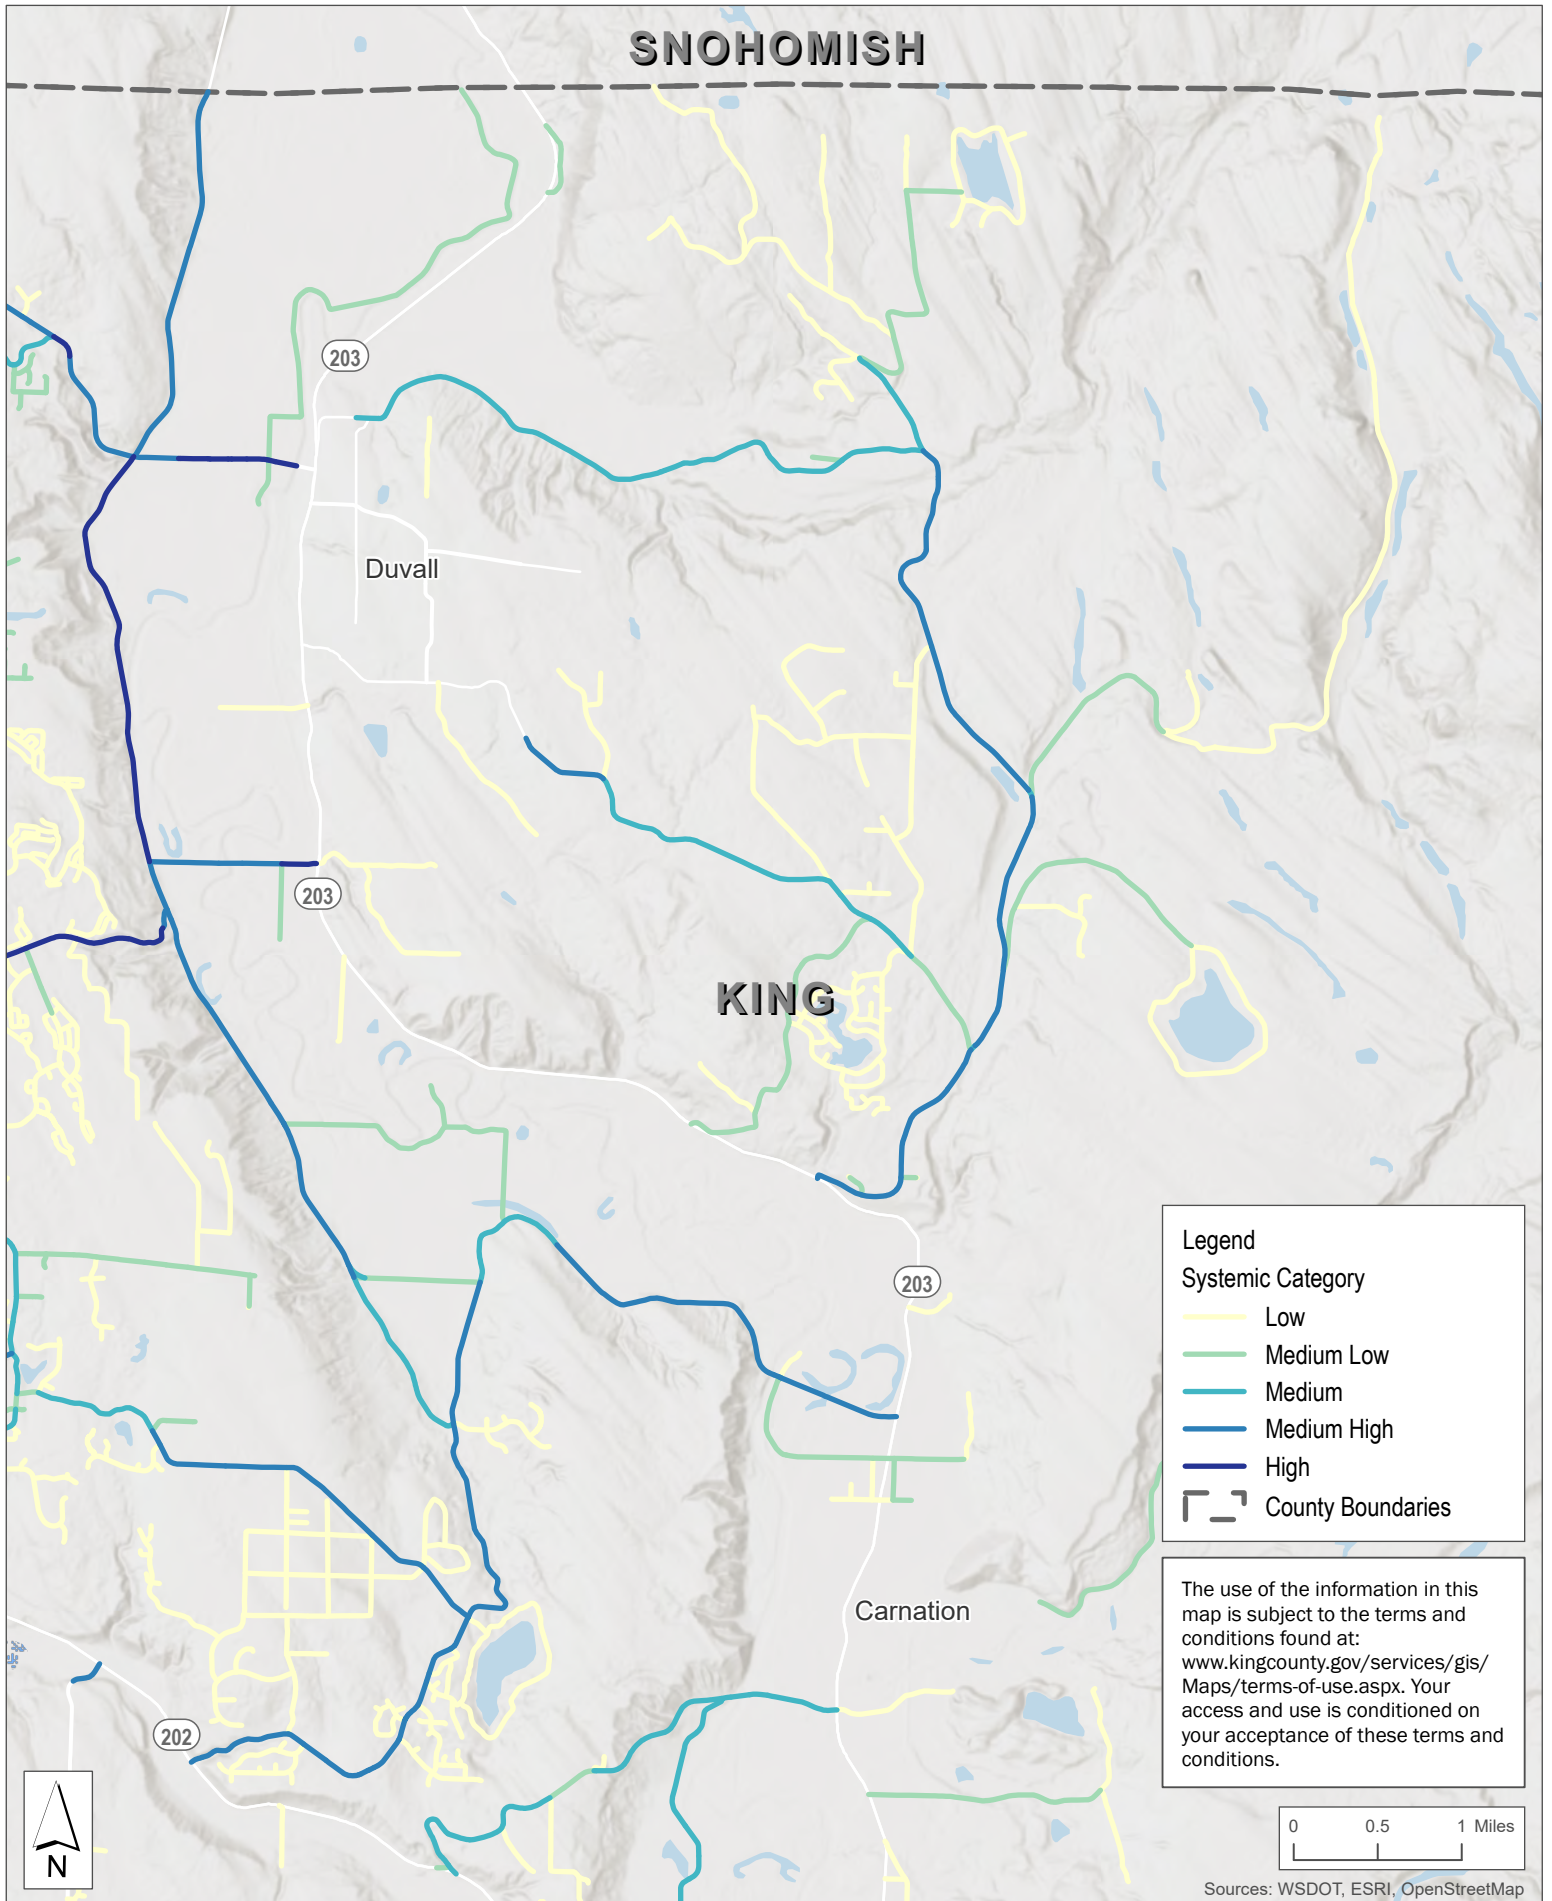 SNOHOMISH
203
Duvall
203
KING
203
Carnation
202
N
Legend
Systemic Category
Low
Medium Low
Medium
Medium High
High
County Boundaries
The use of the information in this
map is subject to the terms and
conditions found at:
www.kingcounty.gov/services/gis/
Maps/terms-of-use.aspx. Your
access and use is conditioned on
your acceptance of these terms and
conditions.
0 0.5 1 Miles
Sources: WSDOT, ESRI, OpenStreetMap